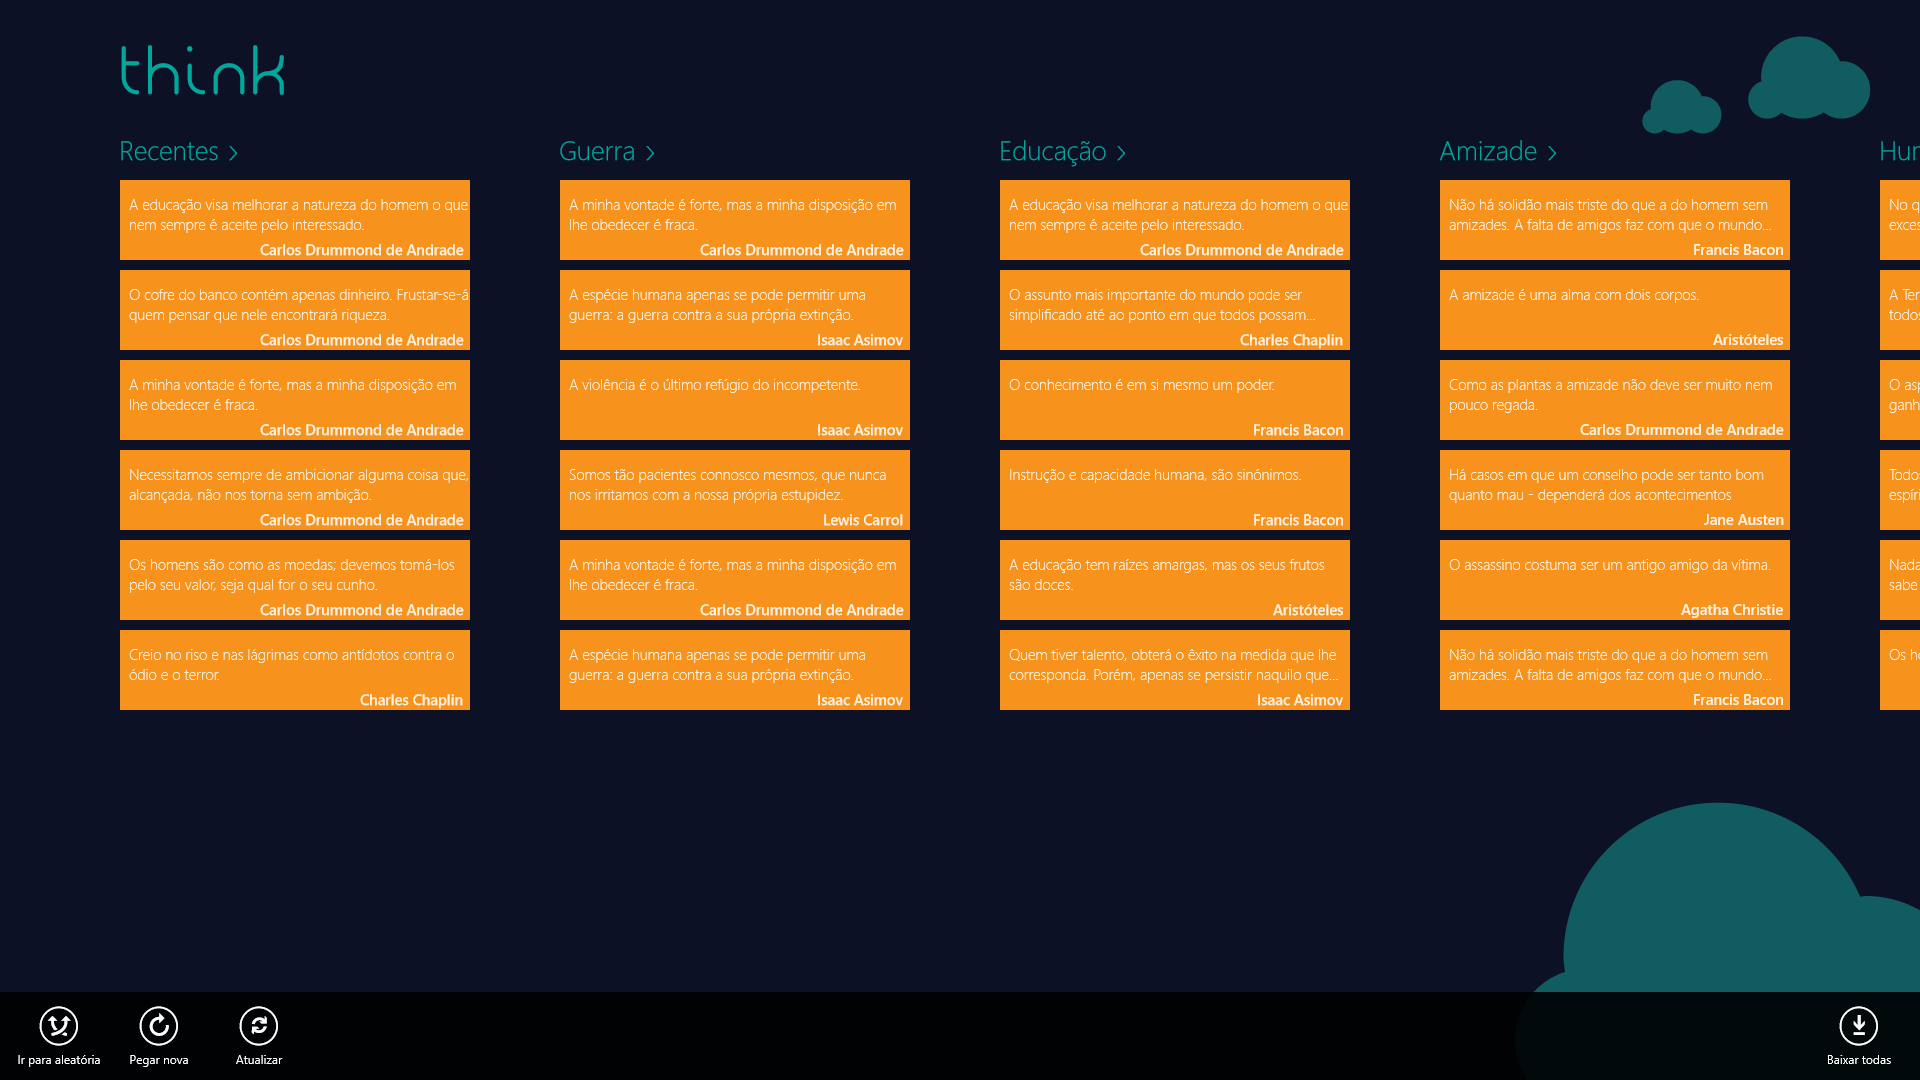 think
Recentes >
A educação visa melhorar a natureza do homem o que
nem sempre é aceite pelo interessado.
Carlos Drummond de Andrade
O cofre do banco contém apenas dinheiro. Frustar-se-á
quem pensar que nele encontrará riqueza.
Carlos Drummond de Andrade
A minha vontade é forte, mas a minha disposição em
lhe obedecer é fraca.
Carlos Drummond de Andrade
Necessitamos sempre de ambicionar alguma coisa que,
alcançada, não nos torna sem ambição.
Carlos Drummond de Andrade
Os homens são como as moedas; devemos tomá-los
pelo seu valor, seja qual for o seu cunho.
Carlos Drummond de Andrade
Creio no riso e nas lágrimas como antídotos contra o
ódio e o terror.
Charles Chaplin
Guerra >
A minha vontade é forte, mas a minha disposição em
lhe obedecer é fraca.
Carlos Drummond de Andrade
A espécie humana apenas se pode permitir uma
guerra: a guerra contra a sua própria extinção.
Isaac Asimov
A violência é o último refúgio do incompetente.
Isaac Asimov
Somos tão pacientes connosco mesmos, que nunca
nos irritamos com a nossa própria estupidez.
Lewis Carrol
A minha vontade é forte, mas a minha disposição em
lhe obedecer é fraca.
Carlos Drummond de Andrade
A espécie humana apenas se pode permitir uma
guerra: a guerra contra a sua própria extinção.
Isaac Asimov
Educação >
A educação visa melhorar a natureza do homem o que
nem sempre é aceite pelo interessado.
Carlos Drummond de Andrade
O assunto mais importante do mundo pode ser
simplificado até ao ponto em que todos possam...
Charles Chaplin
O conhecimento é em si mesmo um poder.
Francis Bacon
Instrução e capacidade humana, são sinónimos.
Francis Bacon
A educação tem raízes amargas, mas os seus frutos
são doces.
Aristóteles
Quem tiver talento, obterá o êxito na medida que lhe
corresponda. Porém, apenas se persistir naquilo que...
Isaac Asimov
Amizade >
Não há solidão mais triste do que a do homem sem
amizades. A falta de amigos faz com que o mundo...
Francis Bacon
A amizade é uma alma com dois corpos.
Aristóteles
Como as plantas a amizade não deve ser muito nem
pouco regada.
Carlos Drummond de Andrade
Há casos em que um conselho pode ser tanto bom
quanto mau - dependerá dos acontecimentos
Jane Austen
O assassino costuma ser um antigo amigo da vítima.
Agatha Christie
Não há solidão mais triste do que a do homem sem
amizades. A falta de amigos faz com que o mundo...
Francis Bacon
Hur
No q
exces
A Ter
todos
O asp
ganh
Todos
espíri
Nada
sabe
Os ho
Ir para aleatória
Pegar nova
Atualizar
Baixar todas